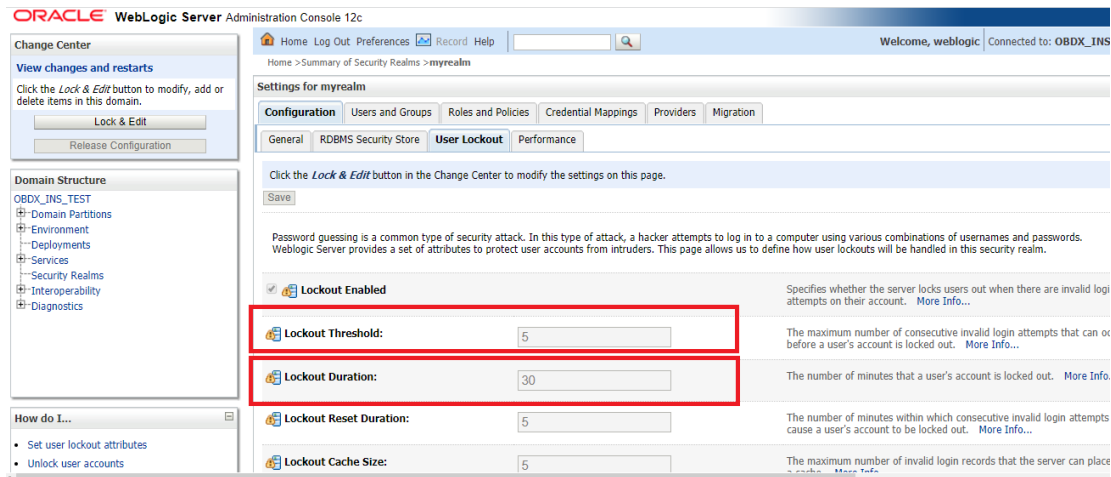 ORACLE WebLogic Server Administration Console 12c
Change Center
View changes and restarts
Click the Lock & Edit button to modify, add or
delete items in this domain.
Lock & Edit
Release Configuration
Domain Structure
OBDX_INS_TEST
Domain Partitions
Environment
Deployments
Services
Security Realms
Interoperability
Diagnostics
How do I...
Set user lockout attributes
Unlock user accounts
Home Log Out Preferences Record Help
Welcome, weblogic Connected to: OBDX_INS
Home >Summary of Security Realms >myrealm
Settings for myrealm
Configuration Users and Groups Roles and Policies Credential Mappings Providers Migration
General RDBMS Security Store User Lockout Performance
Click the Lock & Edit button in the Change Center to modify the settings on this page.
Save
Password guessing is a common type of security attack. In this type of attack, a hacker attempts to log in to a computer using various combinations of usernames and passwords.
Weblogic Server provides a set of attributes to protect user accounts from intruders. This page allows us to define how user lockouts will be handled in this security realm.
Lockout Enabled
Specifies whether the server locks users out when there are invalid logi
attempts on their account. More Info...
Lockout Threshold:
5
The maximum number of consecutive invalid login attempts that can oc
before a user's account is locked out. More Info...
Lockout Duration:
30
The number of minutes that a user's account is locked out. More Info.
Lockout Reset Duration:
5
The number of minutes within which consecutive invalid login attempts
cause a user's account to be locked out. More Info...
Lockout Cache Size:
5
The maximum number of invalid login records that the server can place
a cache. More Info